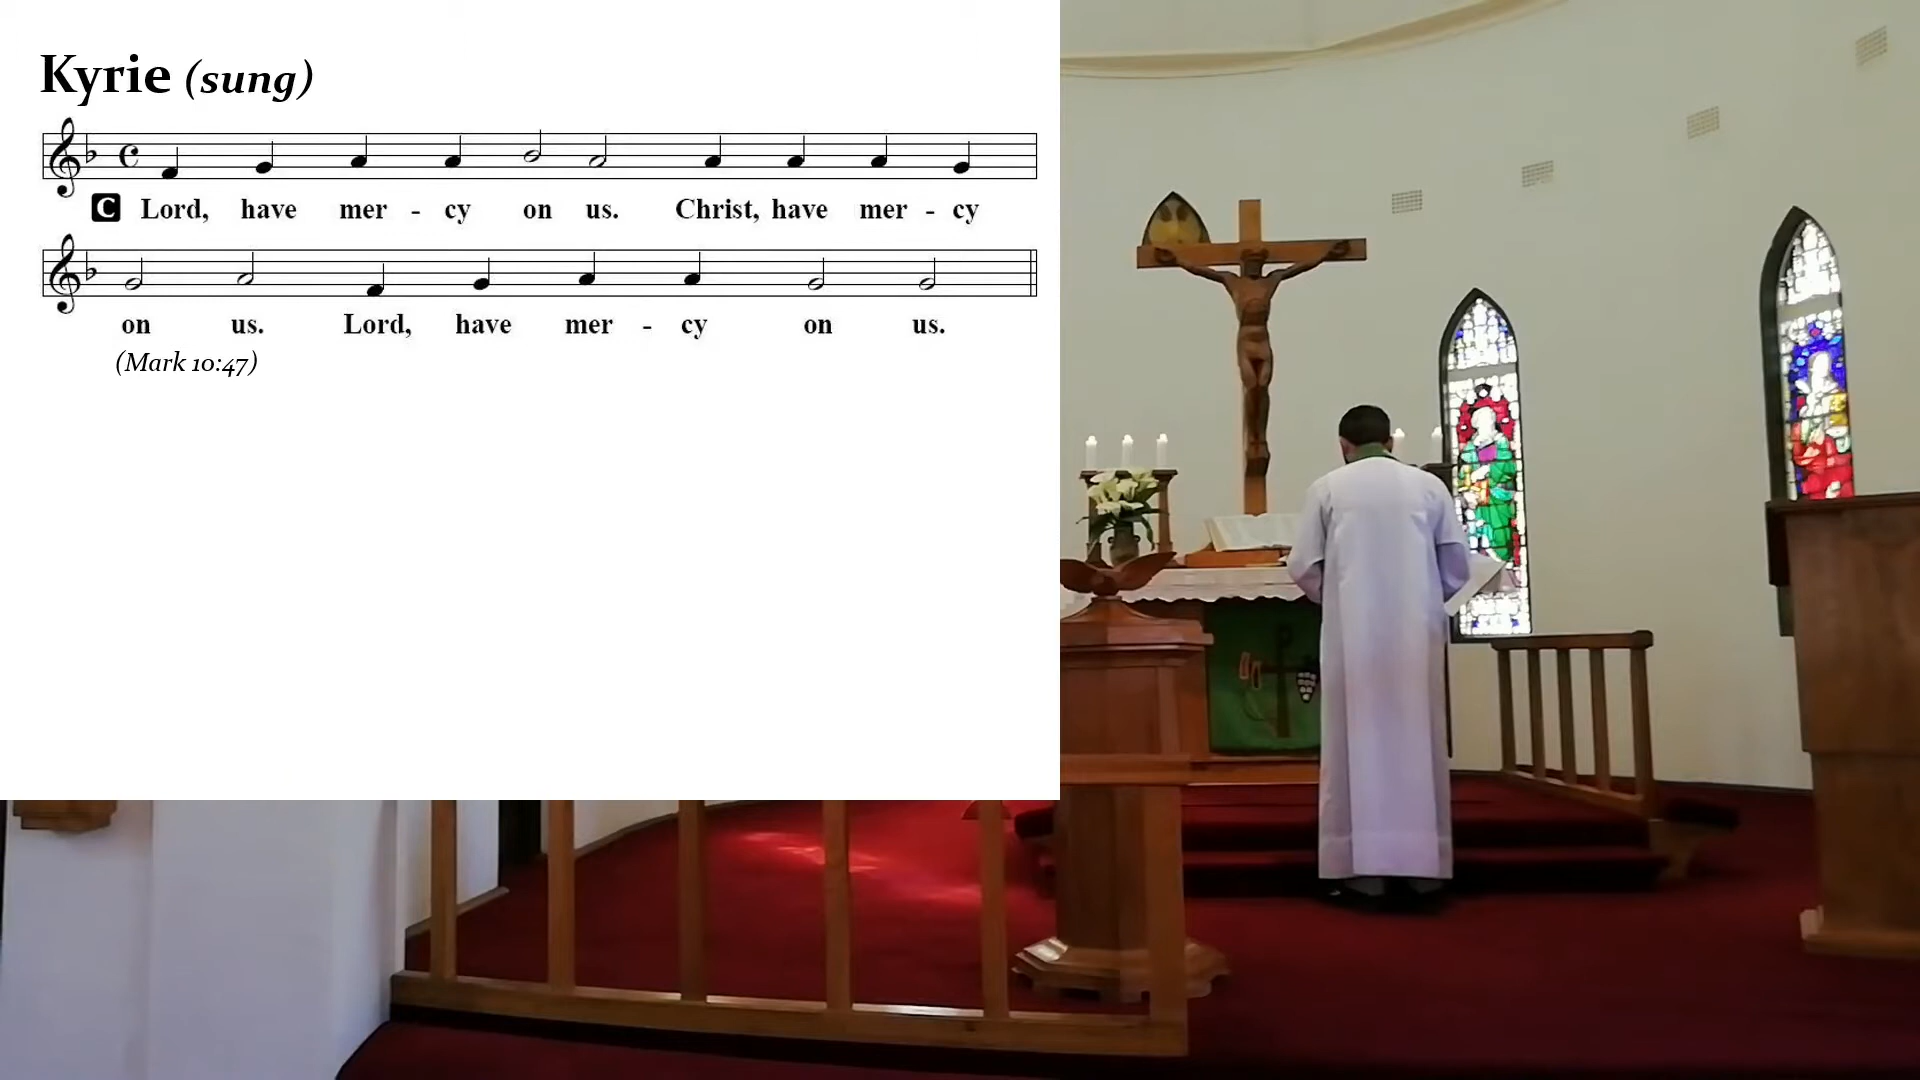 Kyrie (sung)
C Lord, have mer - cy on us. Christ, have mer - cy
on us. Lord, have mer - cy on us.
(Mark 10:47)